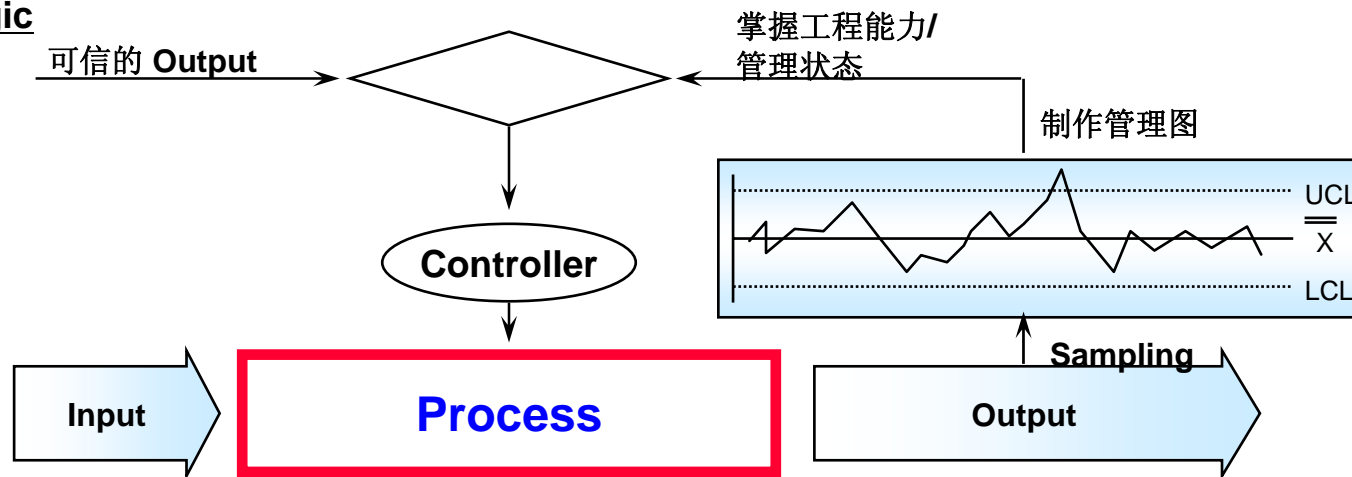 gic
可信的 Output
掌握工程能力/
管理状态
制作管理图
UCL
X
LCL
Controller
Sampling
Input
Process
Output